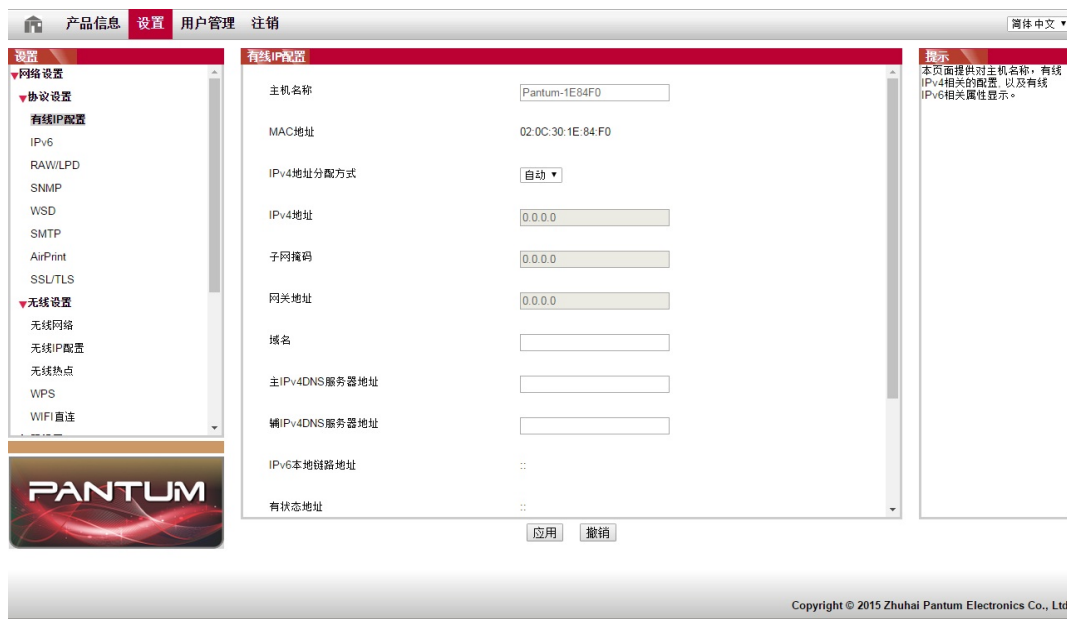 产品信息 设置 用户管理 注销 简体中文
设置
网络设置
协议设置
有线IP配置
IPv6
RAW/LPD
SNMP
WSD
SMTP
AirPrint
SSL/TLS
无线设置
无线网络
无线IP配置
无线热点
WPS
WIFI直连
PANTUM
有线IP配置
主机名称 Pantum-1E84F0
MAC地址 02:0C:30:1E:84:F0
IPv4地址分配方式 自动
IPv4地址 0.0.0.0
子网掩码 0.0.0.0
网关地址 0.0.0.0
域名
主IPv4DNS服务器地址
辅IPv4DNS服务器地址
IPv6本地链路地址 ::
有状态地址 ::
应用 撤销
提示
本页面提供对主机名称，有线
IPv4相关的配置, 以及有线
IPv6相关属性显示。
Copyright © 2015 Zhuhai Pantum Electronics Co., Ltd